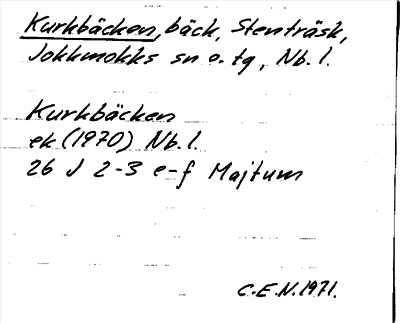 Kurkbäcken, bäck, Stenträsk,
Jokkmokks sn o. tg, Nb. l.
Kurkbäcken
ek (1970) Nb. l.
26 J 2-3 e-f Majtum
C.E.N. 1971.